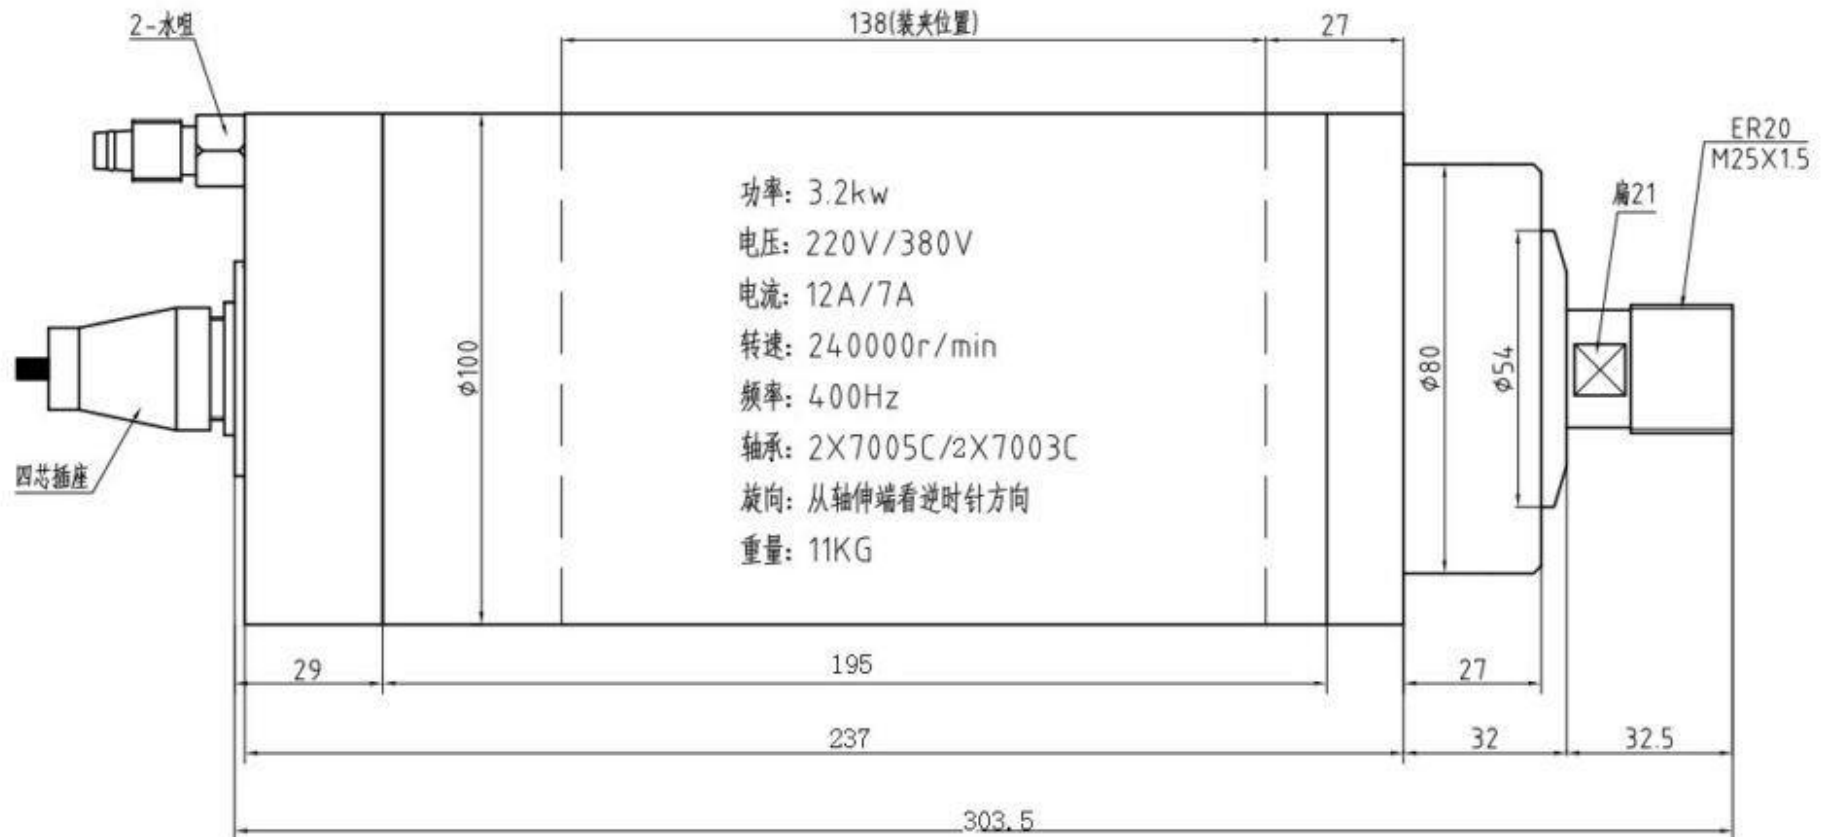 2-水咀
138(装夹位置)
27
ER20
M25X1.5
扁21
功率: 3.2kw
电压: 220V/380V
电流: 12A/7A
转速: 240000r/min
频率: 400Hz
轴承: 2X7005C/2X7003C
旋向: 从轴伸端看逆时针方向
重量: 11KG
φ100
φ80
φ54
四芯插座
29
195
27
237
32
32.5
303.5